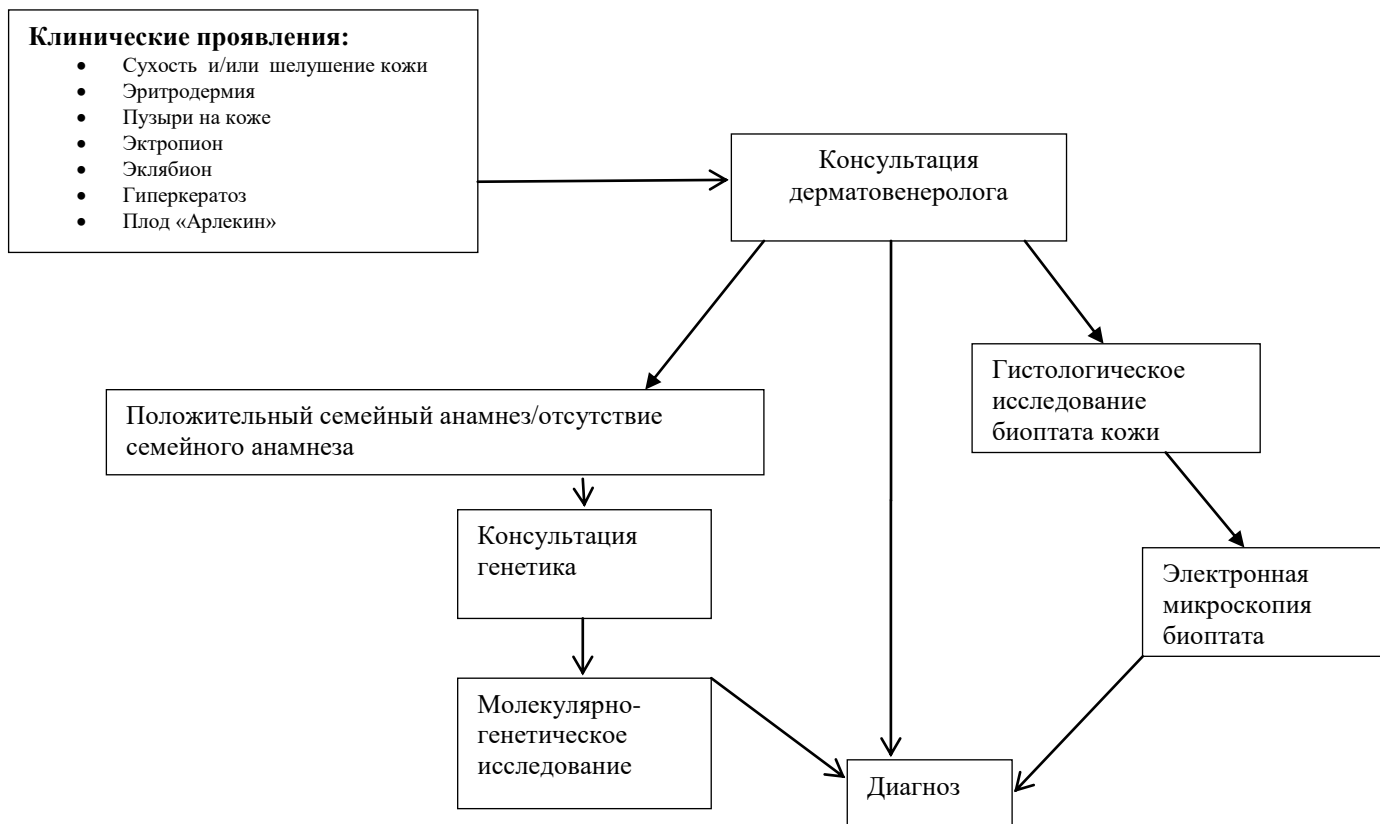 Клинические проявления:
• Сухость и/или шелушение кожи
• Эритродермия
• Пузыри на коже
• Эктропион
• Эклябион
• Гиперкератоз
• Плод «Арлекин»
Консультация
дерматовенеролога
Положительный семейный анамнез/отсутствие
семейного анамнеза
Гистологическое
исследование
биоптата кожи
Консультация
генетика
Электронная
микроскопия
биоптата
Молекулярно-
генетическое
исследование
Диагноз